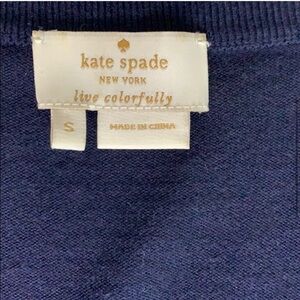 kate spade
NEW YORK
live colorfully
S
MADE IN CHINA